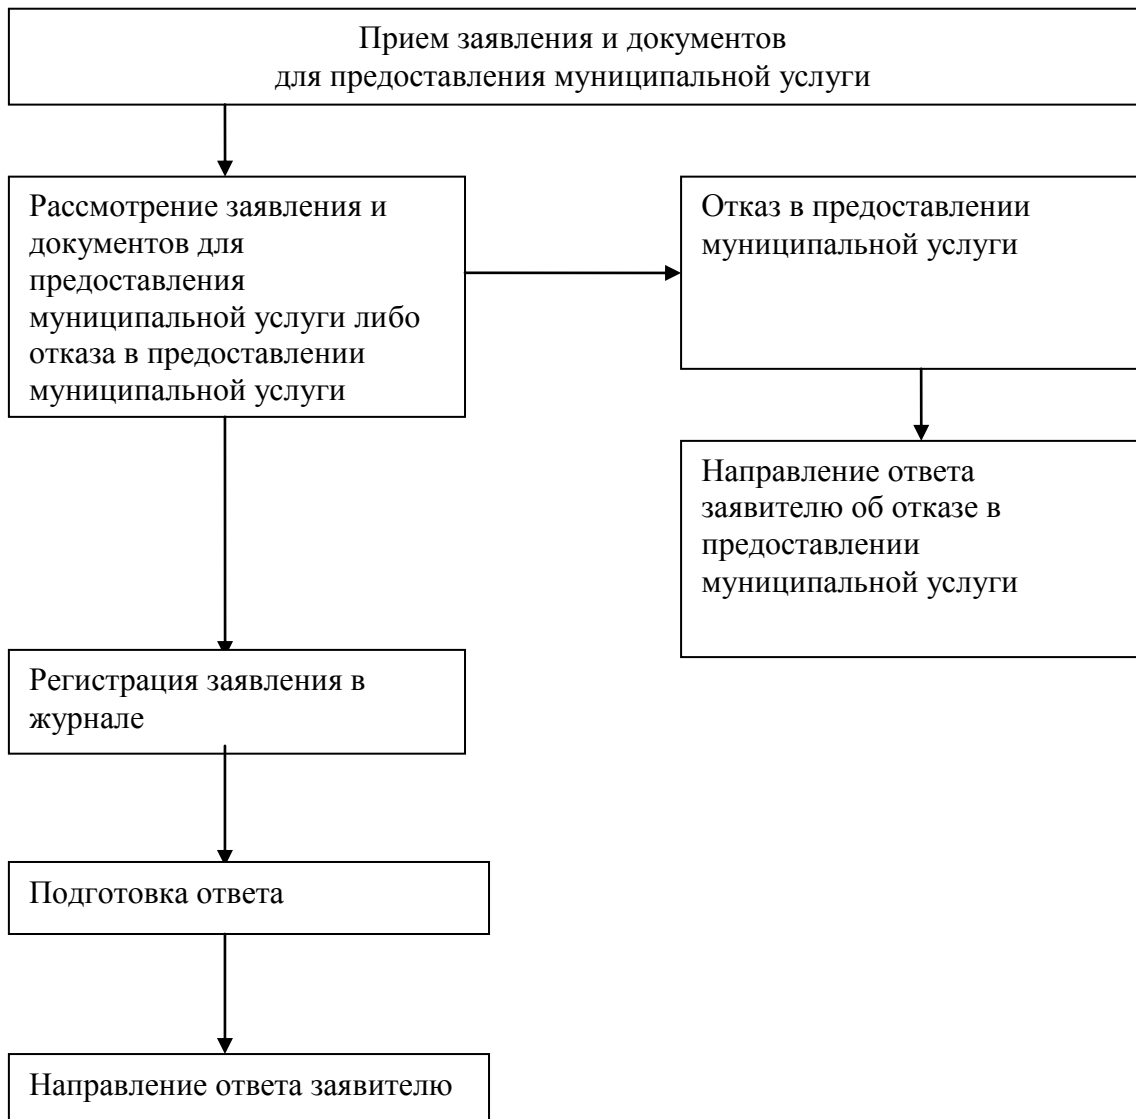 Прием заявления и документов
для предоставления муниципальной услуги
Рассмотрение заявления и
документов для
предоставления
муниципальной услуги либо
отказа в предоставлении
муниципальной услуги
Отказ в предоставлении
муниципальной услуги
Направление ответа
заявителю об отказе в
предоставлении
муниципальной услуги
Регистрация заявления в
журнале
Подготовка ответа
Направление ответа заявителю